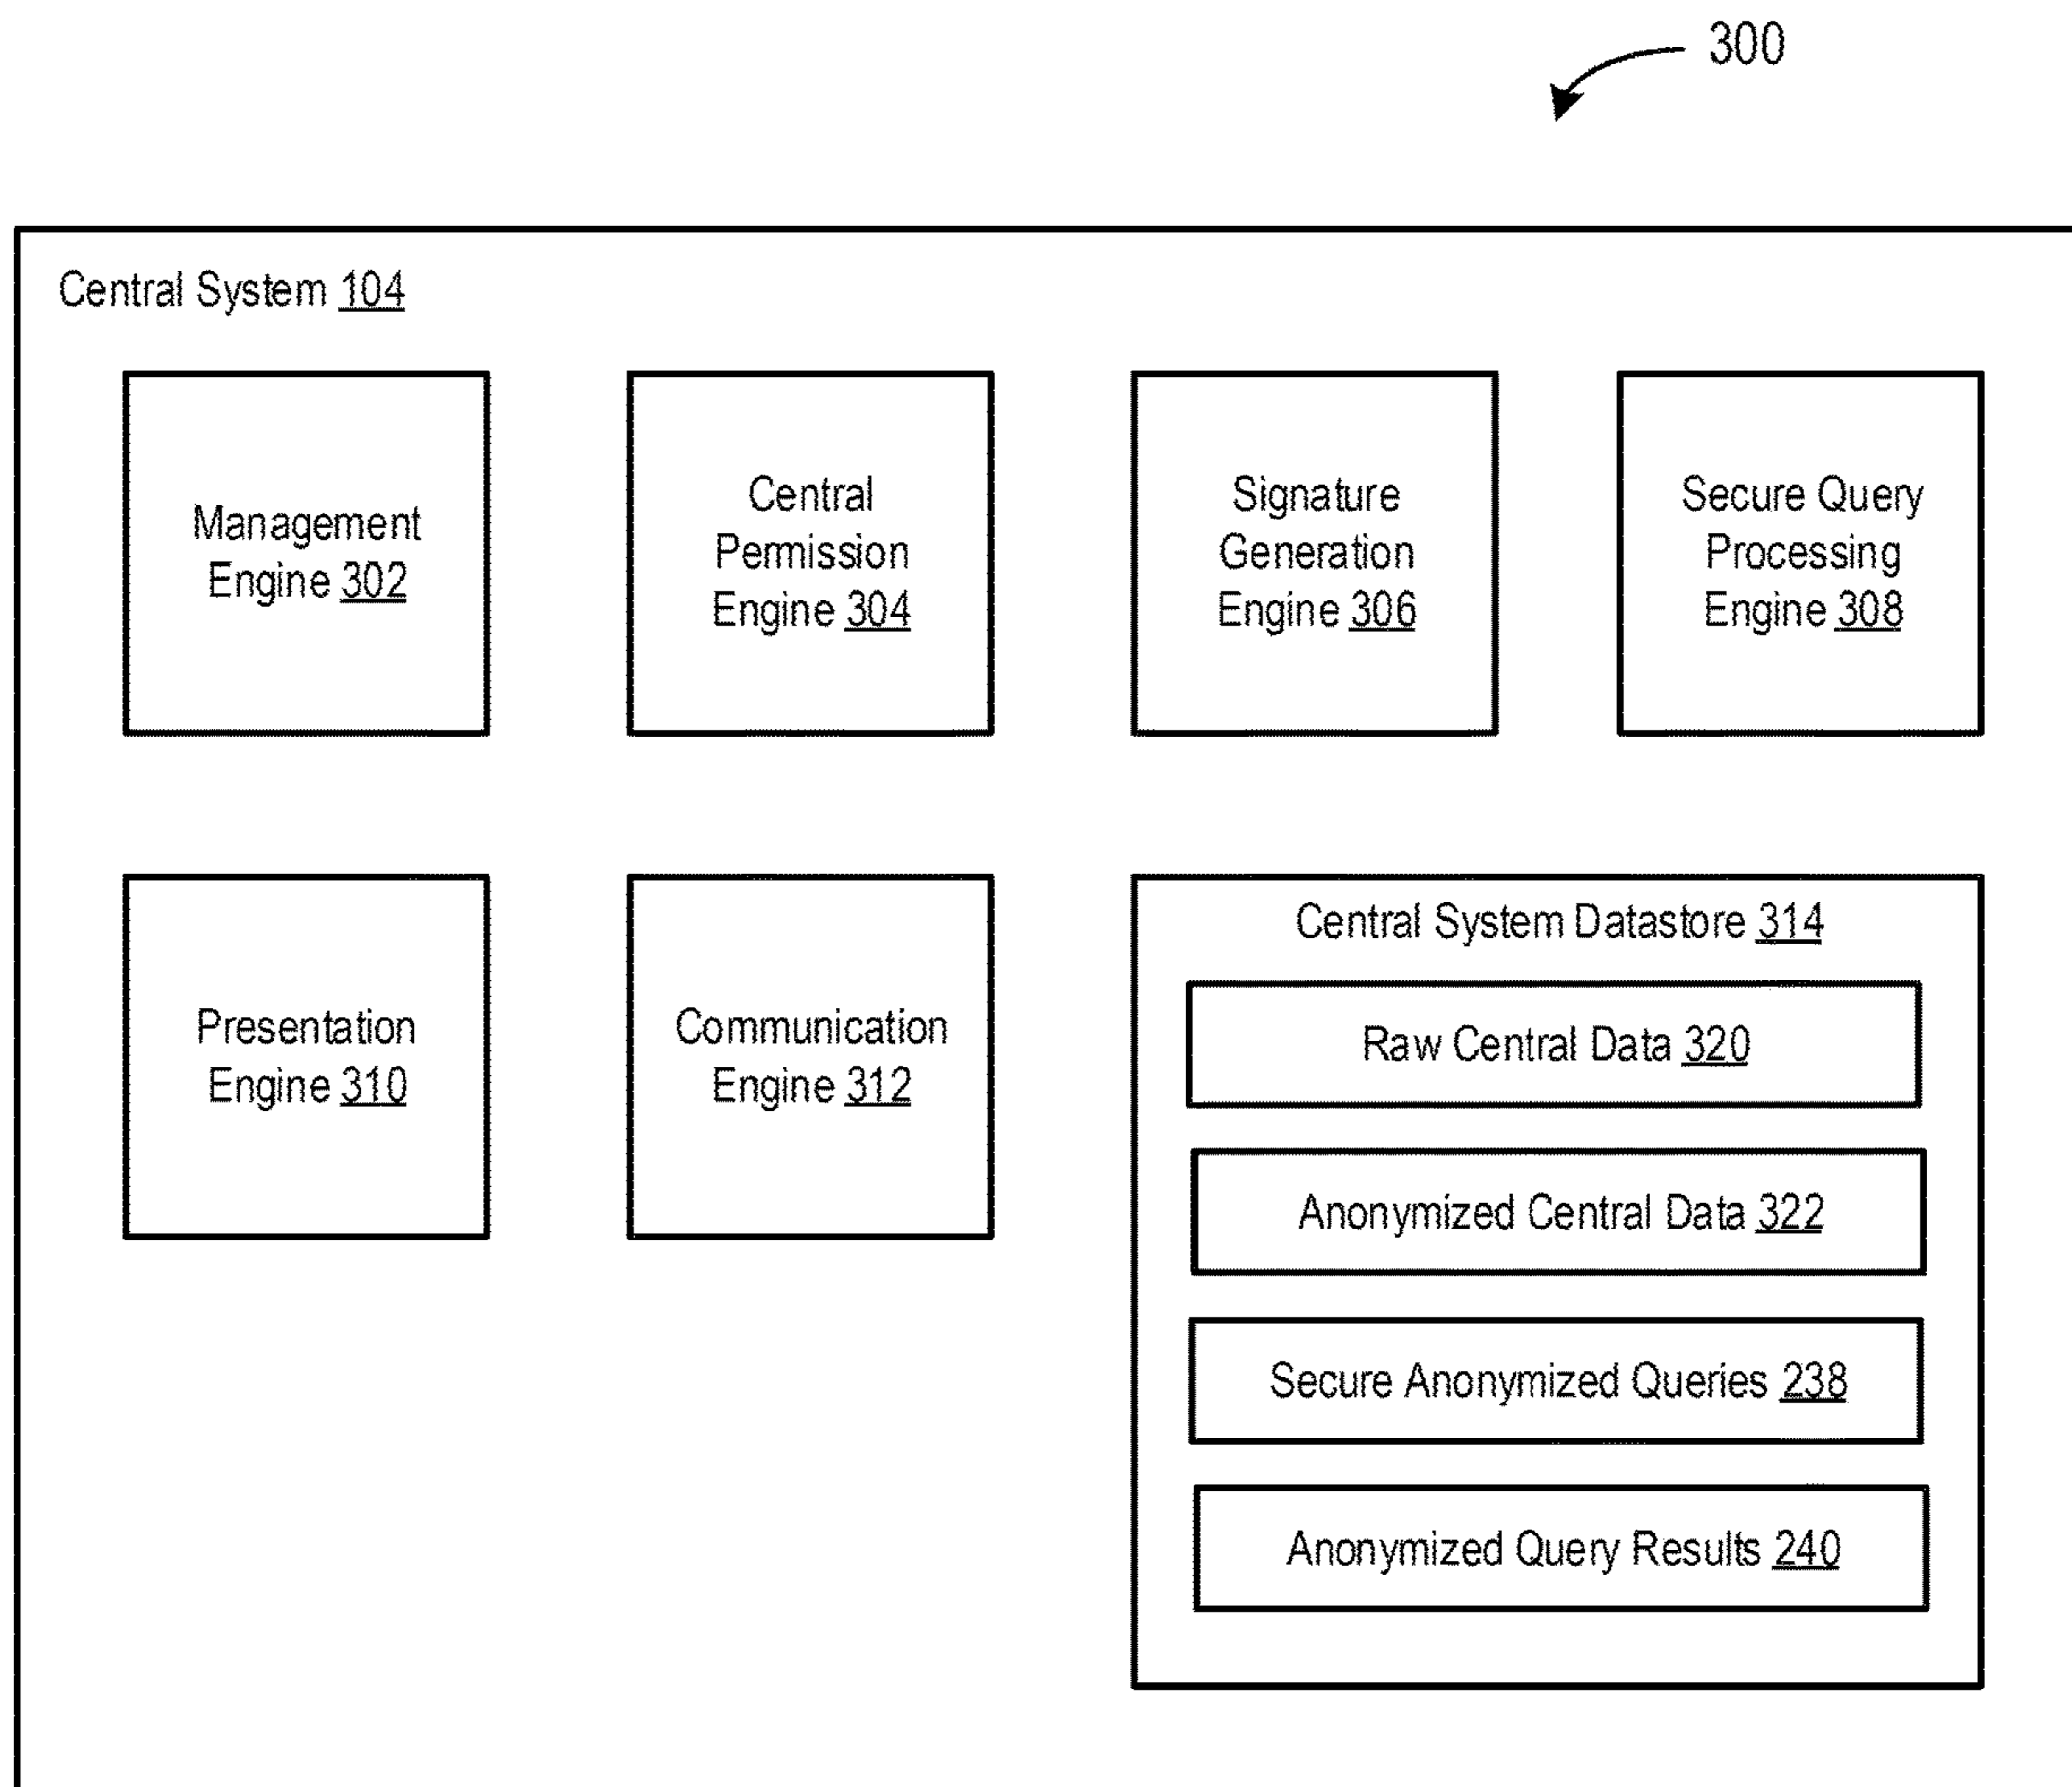 300
Central System 104
Management
Engine 302
Central
Permission
Engine 304
Signature
Generation
Engine 306
Secure Query
Processing
Engine 308
Presentation
Engine 310
Communication
Engine 312
Central System Datastore 314
Raw Central Data 320
Anonymized Central Data 322
Secure Anonymized Queries 238
Anonymized Query Results 240